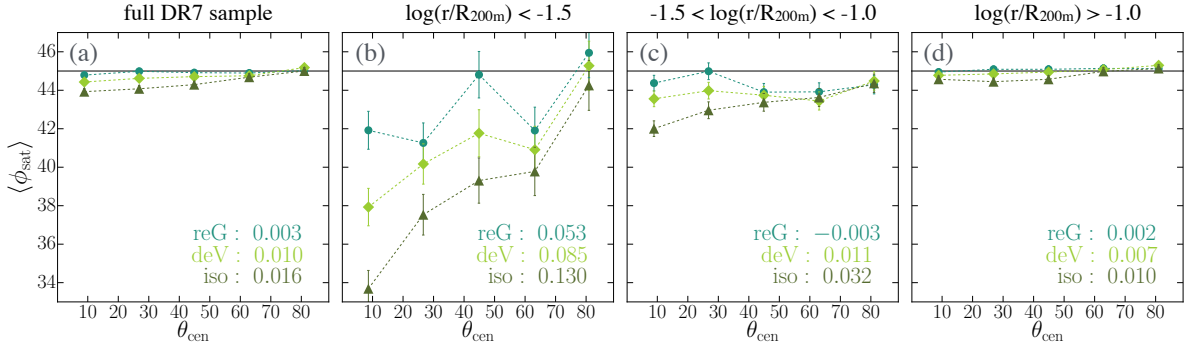 full DR7 sample
log(r/R200m) < -1.5
-1.5 < log(r/R200m) < -1.0
log(r/R200m) > -1.0
(a)
(b)
(c)
(d)
46
44
42
40
38
36
34
⟨ϕsat⟩
reG : 0.003
deV : 0.010
iso : 0.016
reG : 0.053
deV : 0.085
iso : 0.130
reG : −0.003
deV : 0.011
iso : 0.032
reG : 0.002
deV : 0.007
iso : 0.010
10 20 30 40 50 60 70 80
10 20 30 40 50 60 70 80
10 20 30 40 50 60 70 80
10 20 30 40 50 60 70 80
θcen
θcen
θcen
θcen